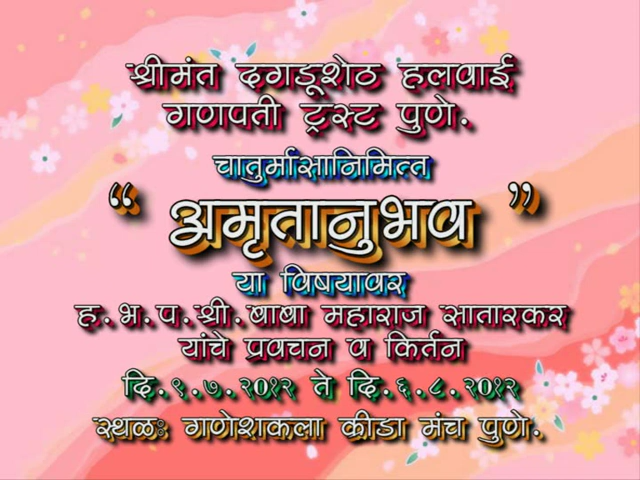 श्रीमंत दगडूशेठ हलवाई
गणपती ट्रस्ट पुणे.
चातुर्मासानिमित्त
“ अमृतानुभव ”
या विषयावर
ह.भ.प.श्री.बाबा महाराज सातारकर
यांचे प्रवचन व किर्तन
दि.९.७.२०१२ ते दि.६.८.२०१२
स्थळः गणेशकला कीडा मंच पुणे.